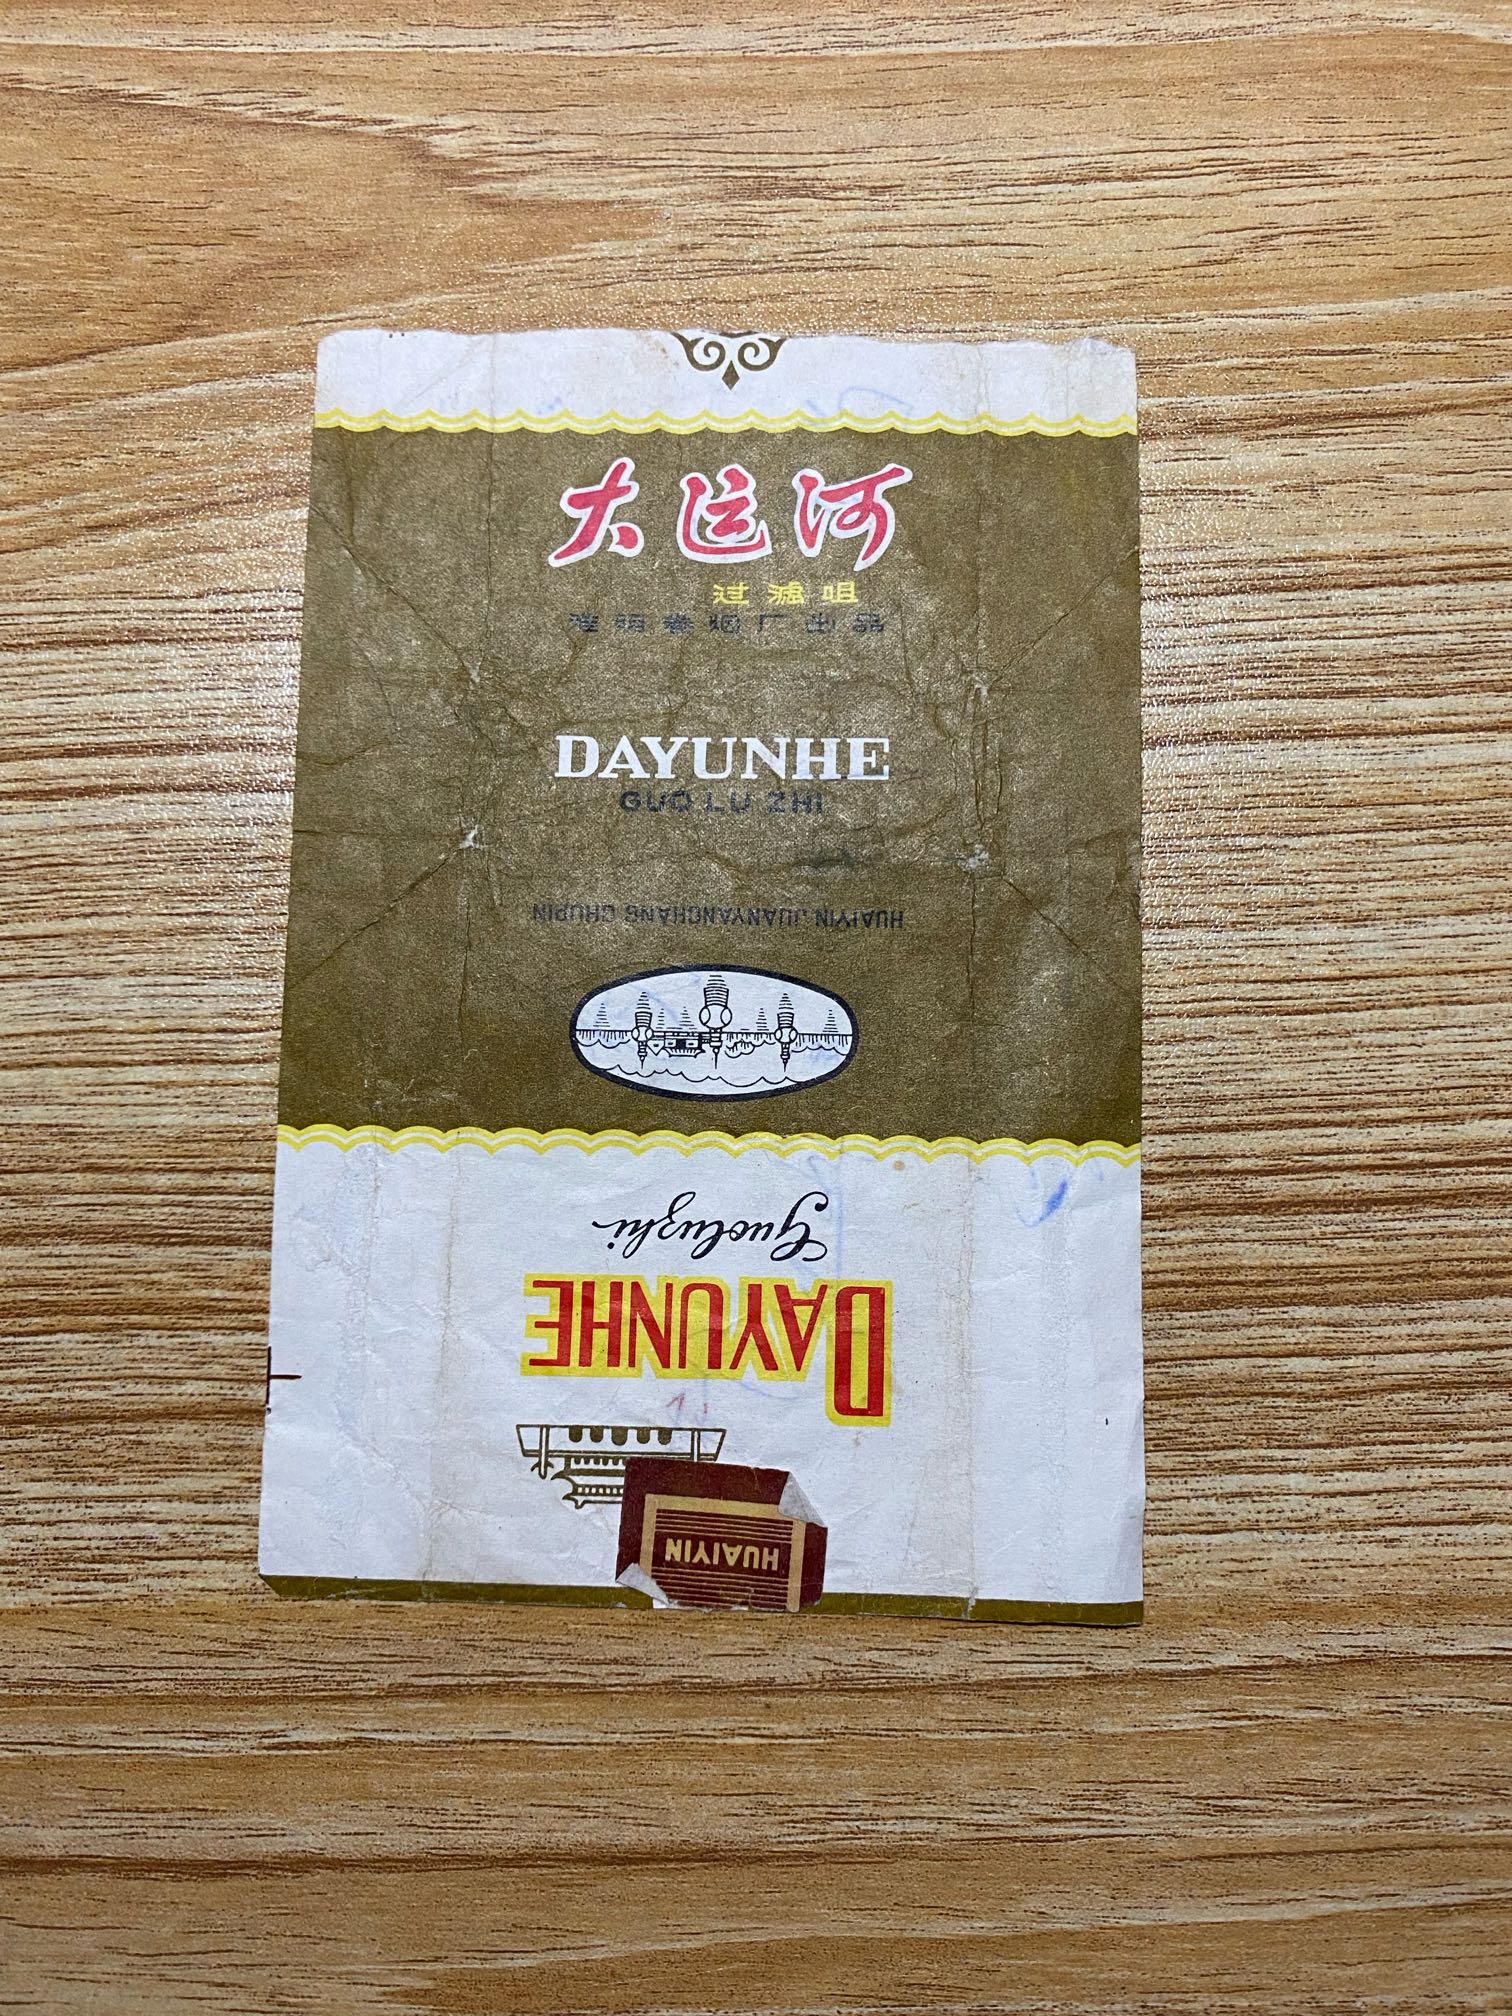 大运河
过滤咀
淮阴卷烟厂出品
DAYUNHE
GUO LU ZHI
HUAIYIN JUANYANCHANG CHUPIN
Guoluzhi
DAYUNHE
HUAIYIN